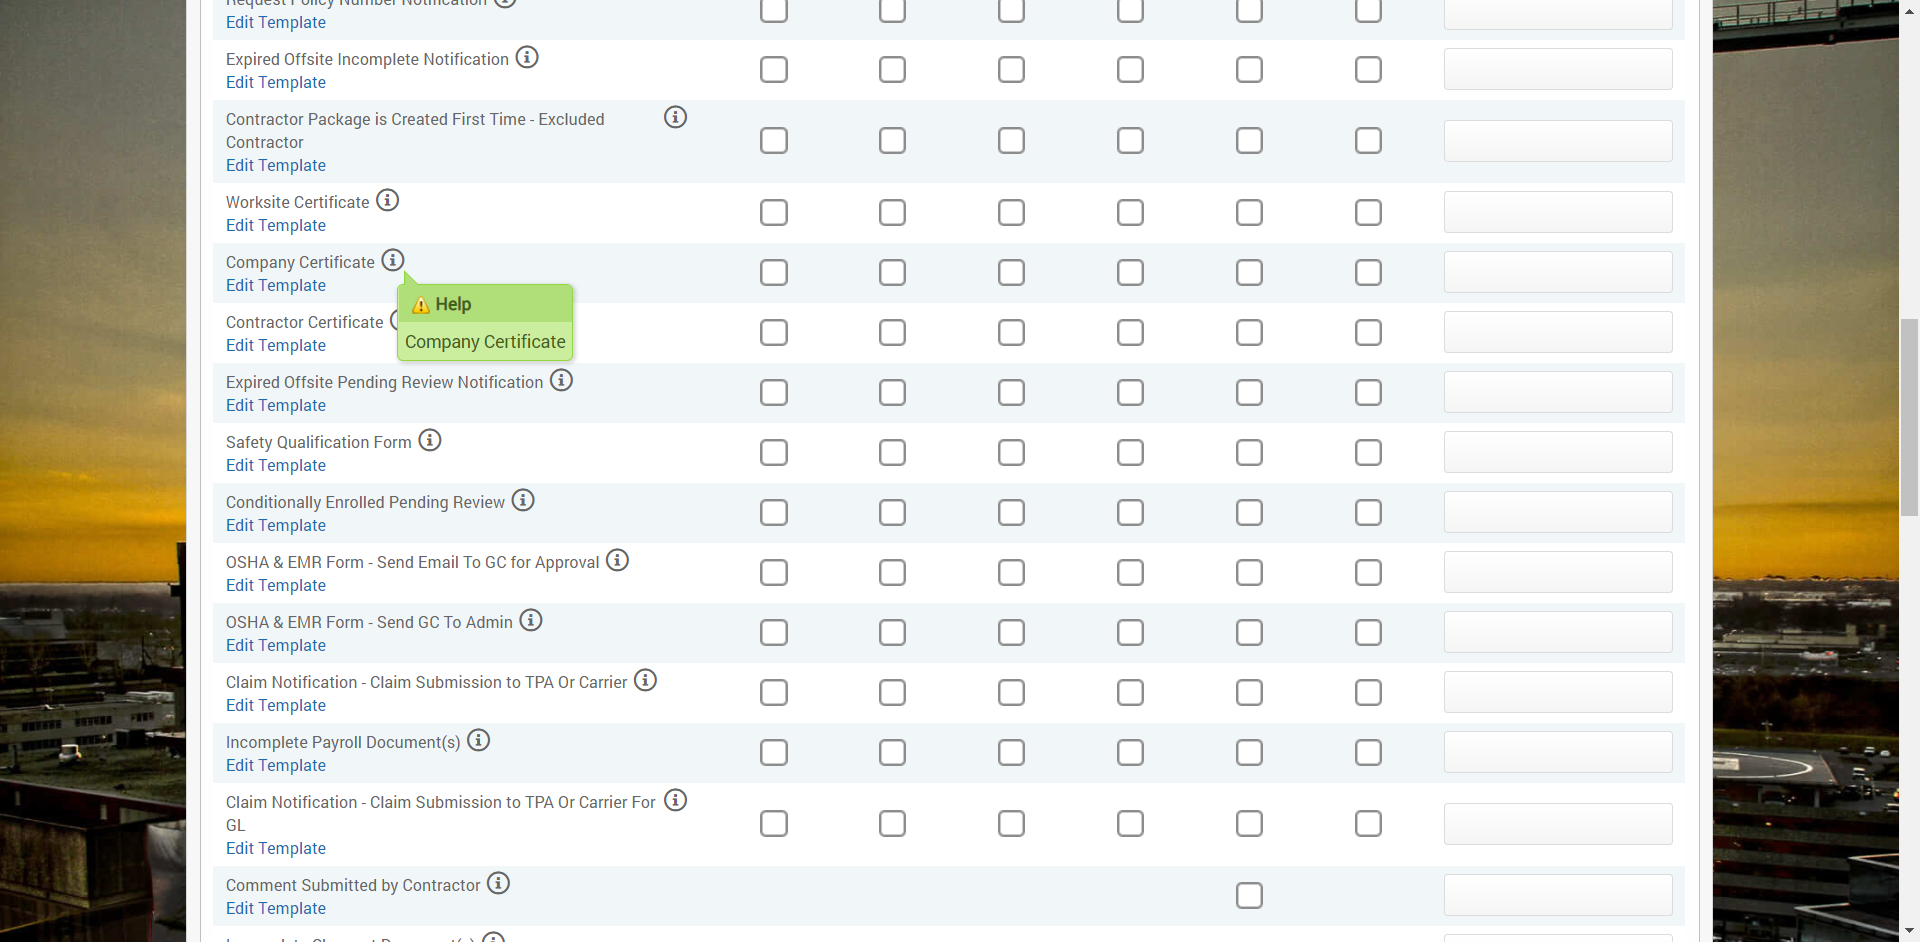 Request Policy Number Notification
Edit Template
Expired Offsite Incomplete Notification
Edit Template
Contractor Package is Created First Time - Excluded
Contractor
Edit Template
Worksite Certificate
Edit Template
Company Certificate
Edit Template
Help
Company Certificate
Contractor Certificate
Edit Template
Expired Offsite Pending Review Notification
Edit Template
Safety Qualification Form
Edit Template
Conditionally Enrolled Pending Review
Edit Template
OSHA & EMR Form - Send Email To GC for Approval
Edit Template
OSHA & EMR Form - Send GC To Admin
Edit Template
Claim Notification - Claim Submission to TPA Or Carrier
Edit Template
Incomplete Payroll Document(s)
Edit Template
Claim Notification - Claim Submission to TPA Or Carrier For
GL
Edit Template
Comment Submitted by Contractor
Edit Template